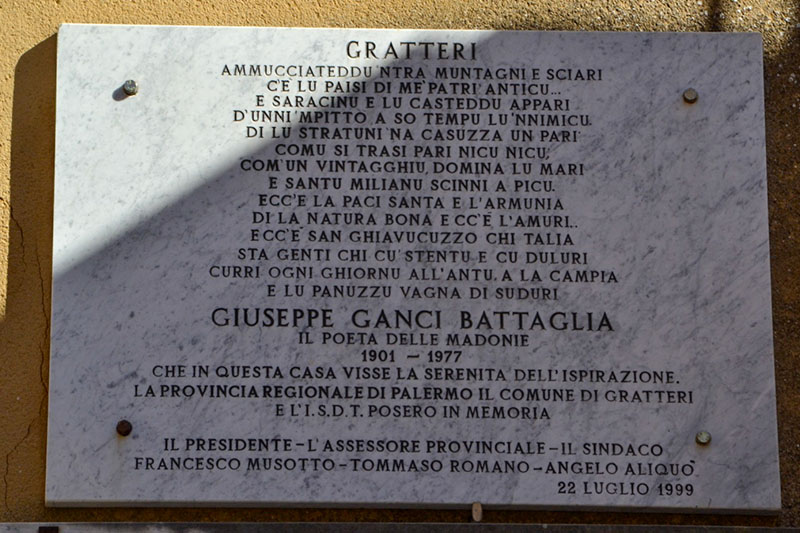 GRATTERI
AMMUCCIATEDDU 'NTRA MUNTAGNI E SCIARI
C'È LU PAISI DI ME' PATRI ANTICU...
E SARACINU E LU CASTEDDU APPARI
D'UNNI 'MPITTO A SO TEMPU LU 'NNIMICU.
DI LU STRATUNI 'NA CASUZZA UN PARI
COMU SI TRASI PARI NICU NICU;
COM'UN VINTAGGHIU, DOMINA LU MARI
E SANTU MILIANU SCINNI A PICU.
ECC'È LA PACI SANTA E L'ARMUNIA
DI LA NATURA BONA E CC'È L'AMURI..
ECC'È SAN GHIAVUCUZZO CHI TALIA
STA GENTI CHI CU' STENTU E CU DULURI
CURRI OGNI GHIORNU ALL'ANTU, A LA CAMPIA
E LU PANUZZU VAGNA DI SUDURI
GIUSEPPE GANCI BATTAGLIA
IL POETA DELLE MADONIE
1901 – 1977
CHE IN QUESTA CASA VISSE LA SERENITA' DELL'ISPIRAZIONE.
LA PROVINCIA REGIONALE DI PALERMO IL COMUNE DI GRATTERI
E L'I.S.D.T. POSERO IN MEMORIA
IL PRESIDENTE – L'ASSESSORE PROVINCIALE – IL SINDACO
FRANCESCO MUSOTTO – TOMMASO ROMANO – ANGELO ALIQUO'
22 LUGLIO 1999